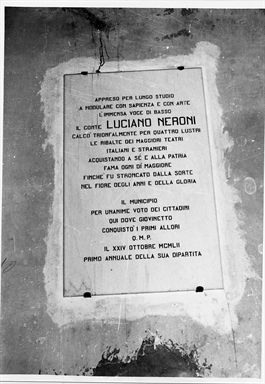 APPRESO PER LUNGO STUDIO
A MODULARE CON SAPIENZA E CON ARTE
L'IMMENSA VOCE DI BASSO
IL CONTE LUCIANO NERONI
CALCO' TRIONFALMENTE PER QUATTRO LUSTRI
LE RIBALTE DEI MAGGIORI TEATRI
ITALIANI E STRANIERI
ACQUISTANDO A SÉ E ALLA PATRIA
FAMA OGNI DÌ MAGGIORE
FINCHÈ FU STRONCATO DALLA SORTE
NEL FIORE DEGLI ANNI E DELLA GLORIA
IL MUNICIPIO
PER UNANIME VOTO DEI CITTADINI
QUI DOVE GIOVINETTO
CONQUISTO' I PRIMI ALLORI
Q. M. P.
IL XXIV OTTOBRE MCMLII
PRIMO ANNUALE DELLA SUA DIPARTITA